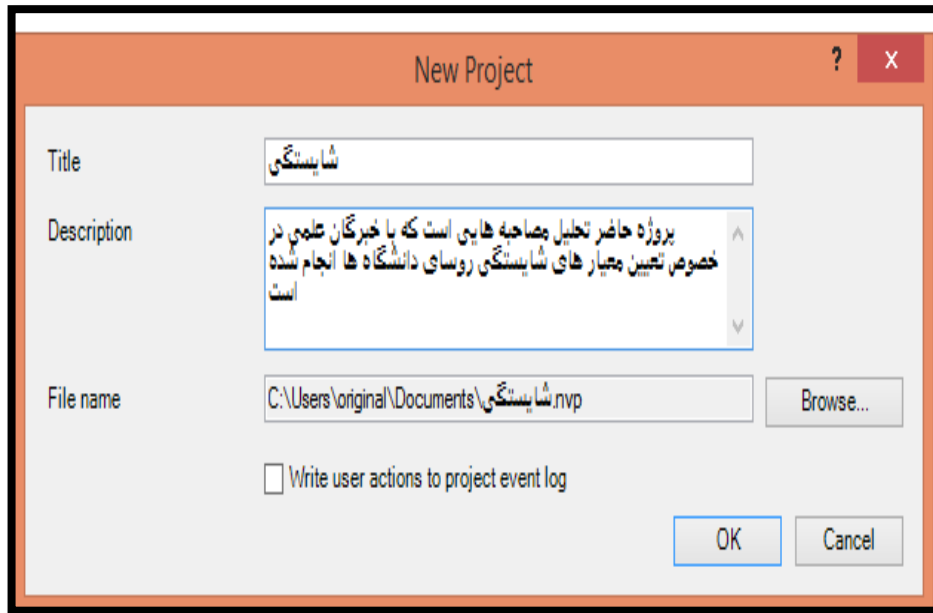 New Project
?
x
Title
شایستگی
Description
پروژه حاضر تحلیل مصاحبه هایی است که با خبرگان علمی در
خصوص تعیین معیار های شایستگی روسای دانشگاه ها انجام شده
است
File name
C:\Users\original\Documents\شایستگی.nvp
Browse...
Write user actions to project event log
OK
Cancel